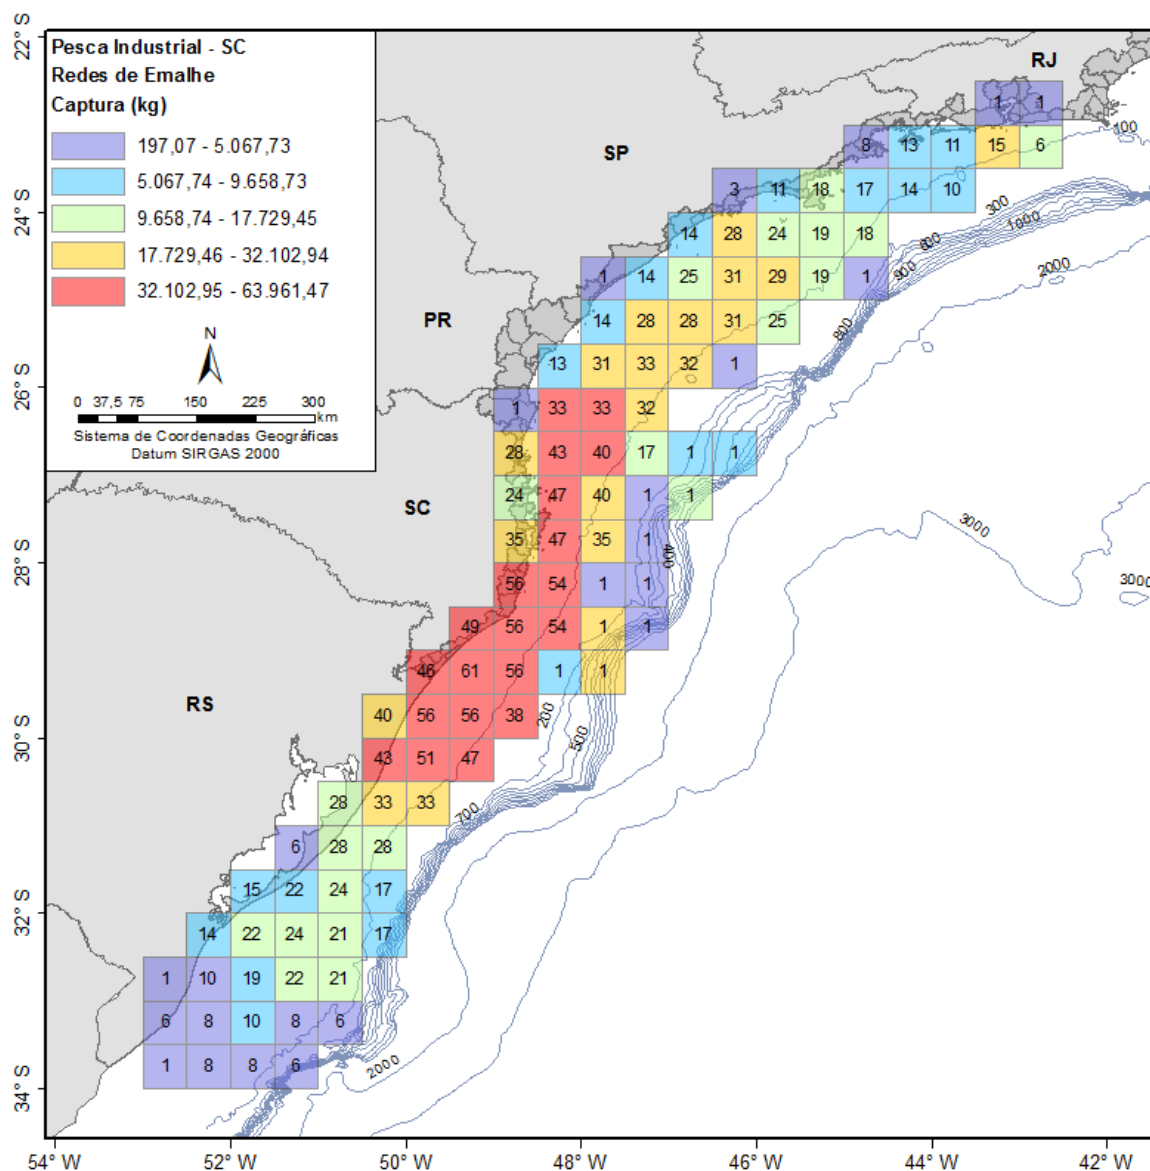 Pesca Industrial - SC
Redes de Emalhe
Captura (kg)
197,07 - 5.067,73
5.067,74 - 9.658,73
9.658,74 - 17.729,45
17.729,46 - 32.102,94
32.102,95 - 63.961,47
N
0 37,5 75 150 225 300
km
Sistema de Coordenadas Geográficas
Datum SIRGAS 2000
22° S
24° S
26° S
28° S
30° S
32° S
34° S
RJ
SP
PR
SC
RS
1 1
8 13 11 15 6
3 11 18 17 14 10
14 28 24 19 18
1 14 25 31 29 19 1
14 28 28 31 25
13 31 33 32 1
1 33 33 32
28 43 40 17 1 1
24 47 40 1 1
35 47 35 1
56 54 1 1
49 56 54 1 1
46 61 56 1 1
40 56 56 38
43 51 47
28 33 33
6 28 28
15 22 24 17
14 22 24 21 17
1 10 19 22 21
6 8 10 8 6
1 8 8 6
100
300
1000
600
900
2000
800
400
3000
3000
200
500
700
2000
54° W 52° W 50° W 48° W 46° W 44° W 42° W